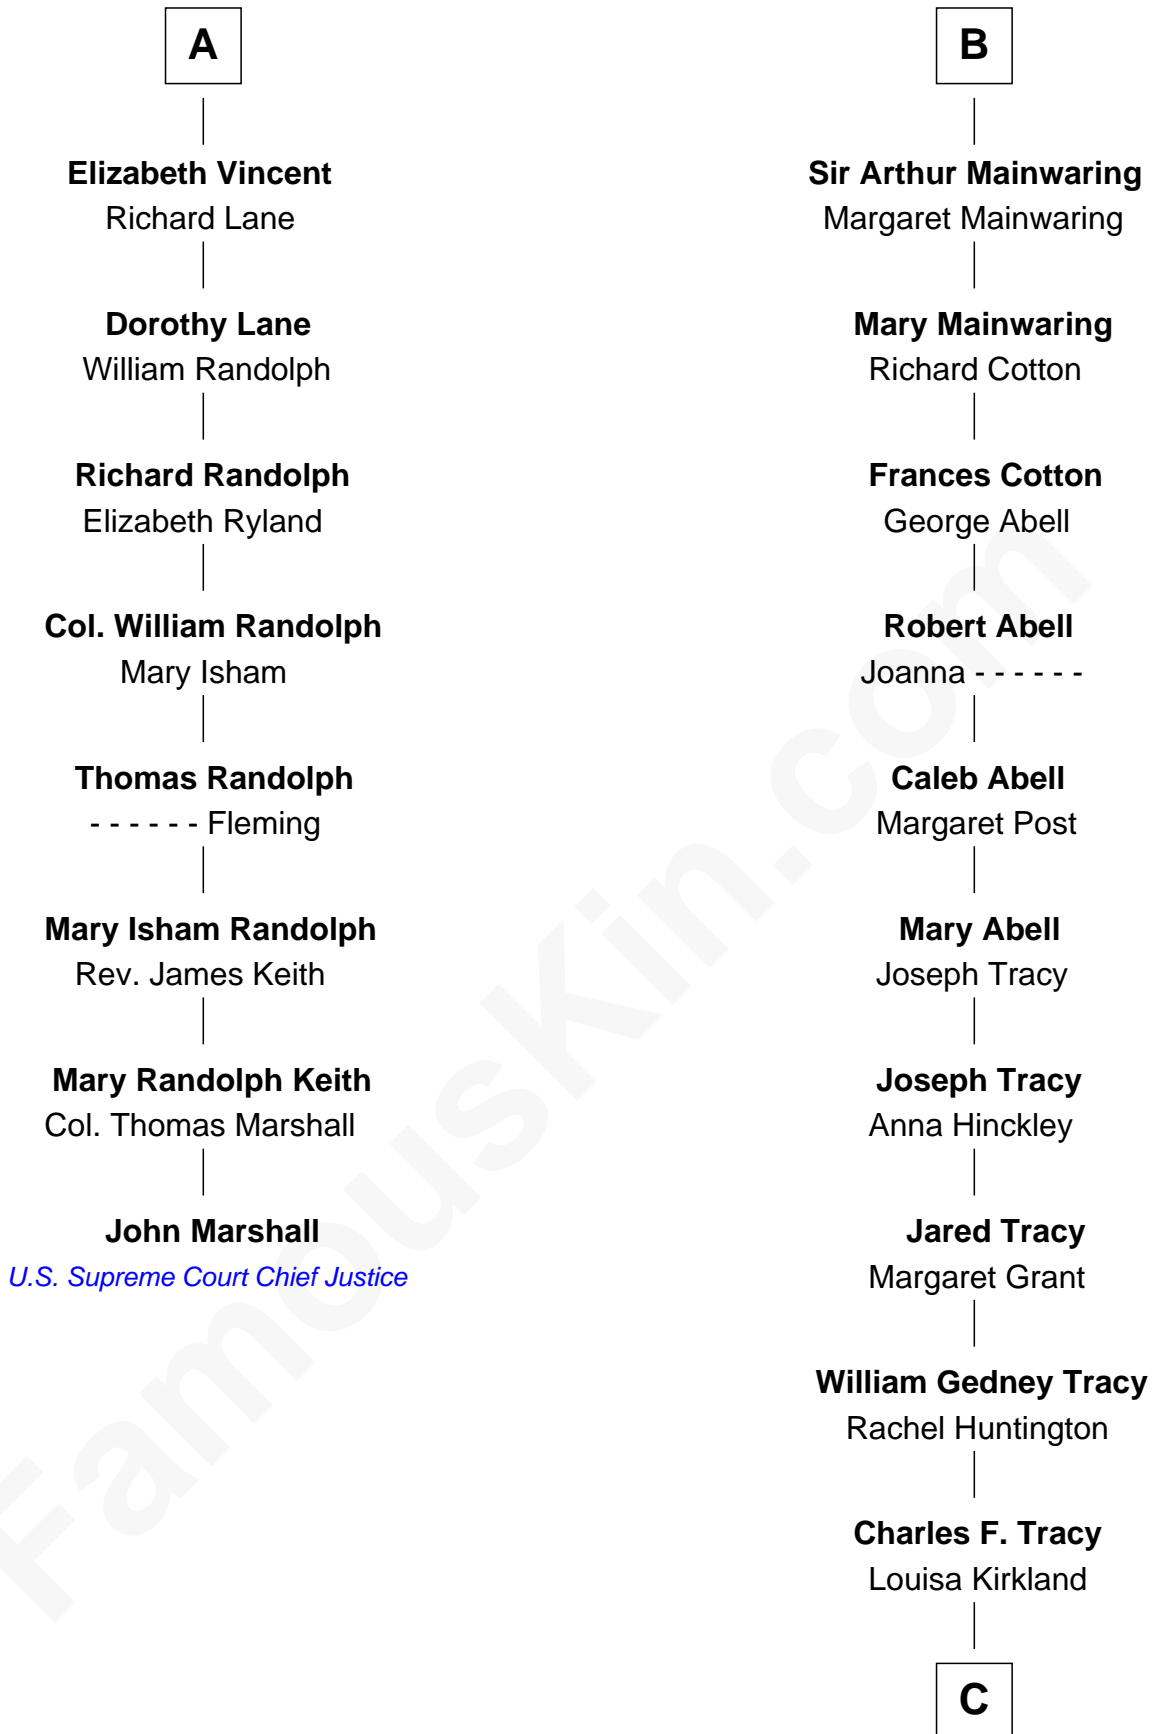 A
Elizabeth Vincent
Richard Lane
Dorothy Lane
William Randolph
Richard Randolph
Elizabeth Ryland
Col. William Randolph
Mary Isham
Thomas Randolph
- - - - - - Fleming
Mary Isham Randolph
Rev. James Keith
Mary Randolph Keith
Col. Thomas Marshall
John Marshall
U.S. Supreme Court Chief Justice
B
Sir Arthur Mainwaring
Margaret Mainwaring
Mary Mainwaring
Richard Cotton
Frances Cotton
George Abell
Robert Abell
Joanna - - - - - -
Caleb Abell
Margaret Post
Mary Abell
Joseph Tracy
Joseph Tracy
Anna Hinckley
Jared Tracy
Margaret Grant
William Gedney Tracy
Rachel Huntington
Charles F. Tracy
Louisa Kirkland
C
FamousKin.com